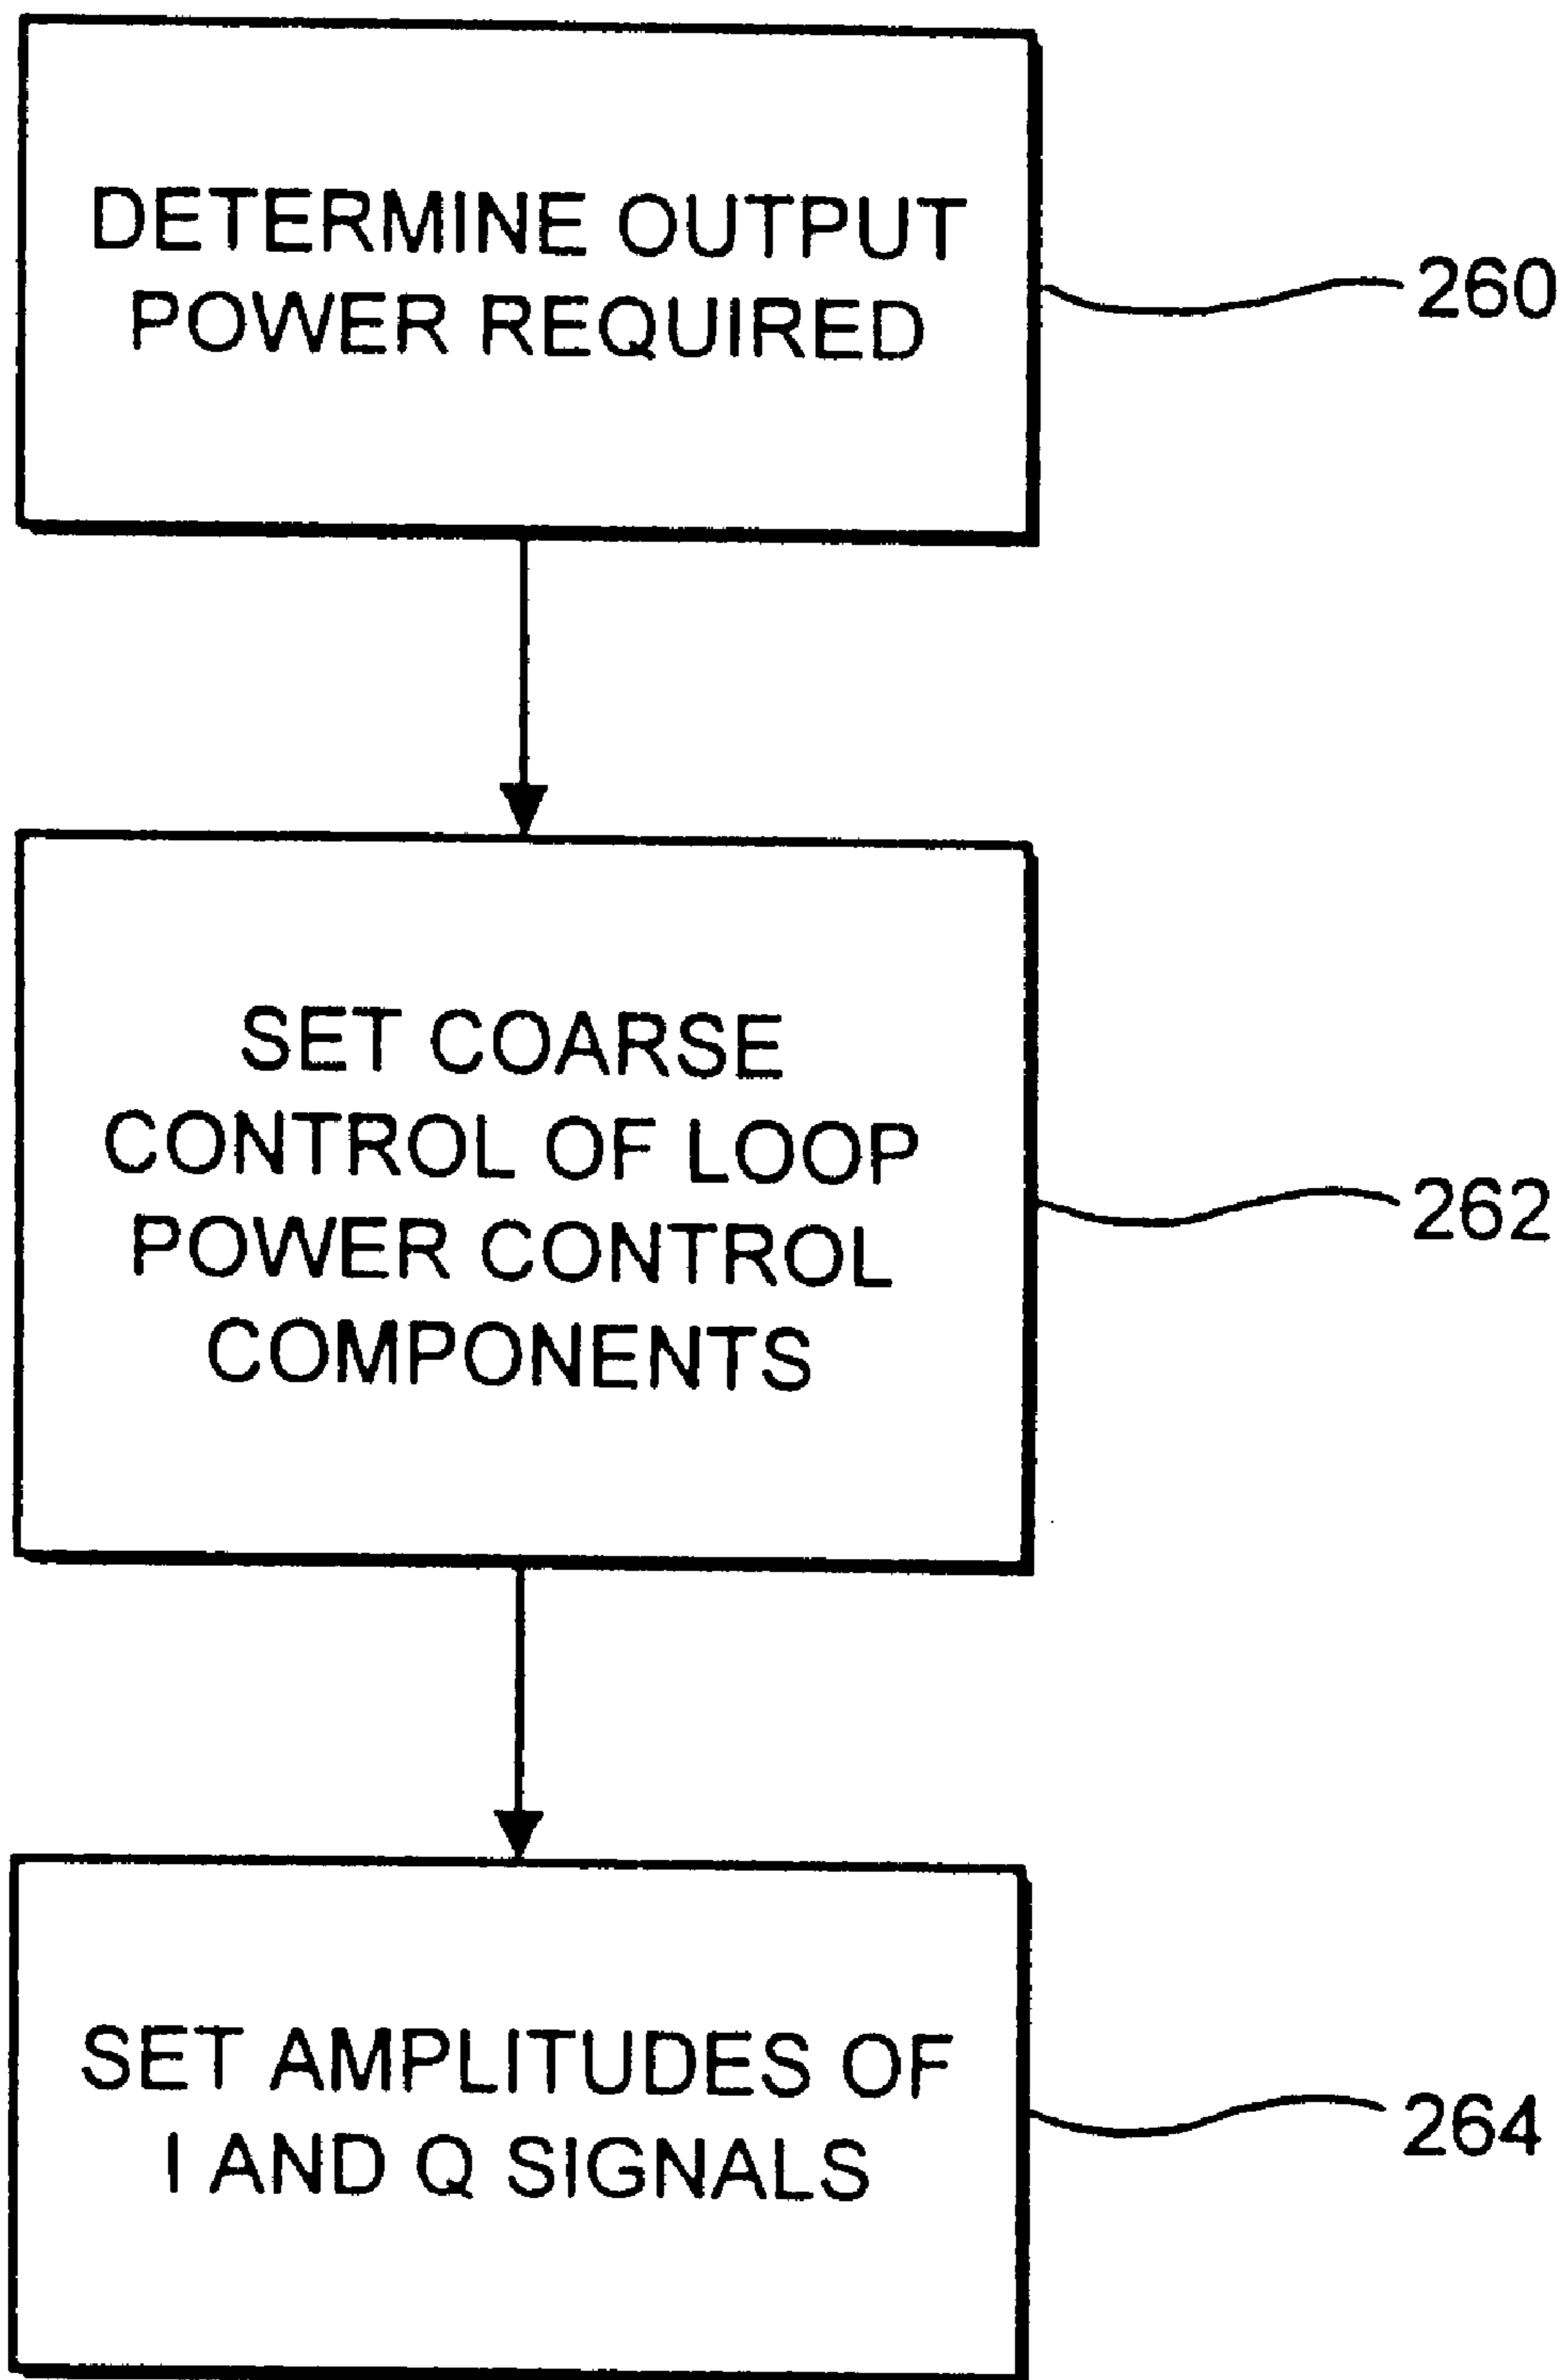 DETERMINE OUTPUT
POWER REQUIRED
260
SET COARSE
CONTROL OF LOOP
POWER CONTROL
COMPONENTS
262
SET AMPLITUDES OF
I AND Q SIGNALS
264